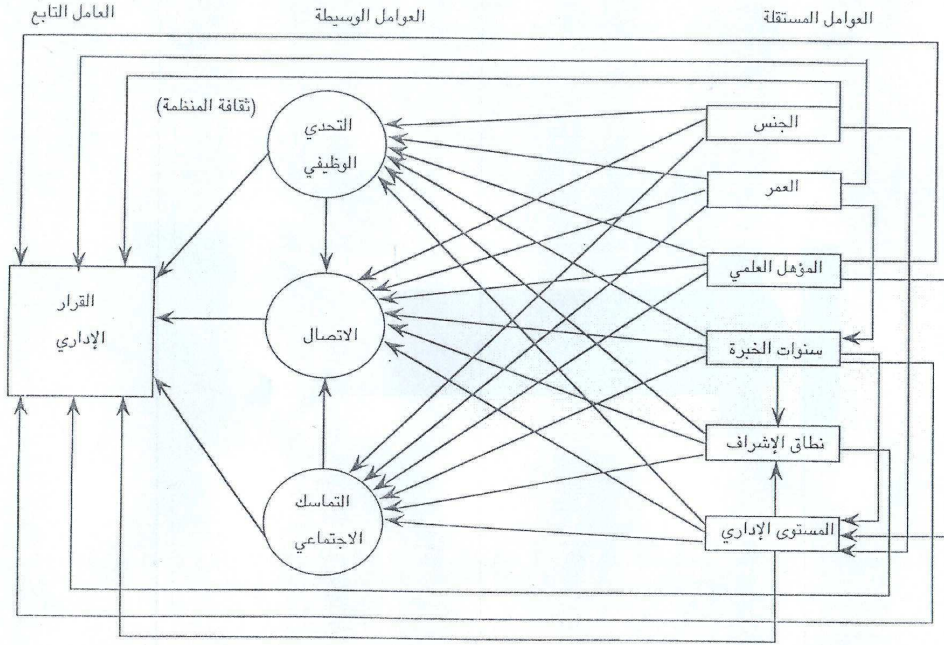 العوامل المستقلة
العوامل الوسيطة
العامل التابع
(ثقافة المنظمة)
الجنس
العمر
المؤهل العلمي
سنوات الخبرة
نطاق الإشراف
المستوى الإداري
التحدي
الوظيفي
الاتصال
التماسك
الاجتماعي
القرار
الإداري